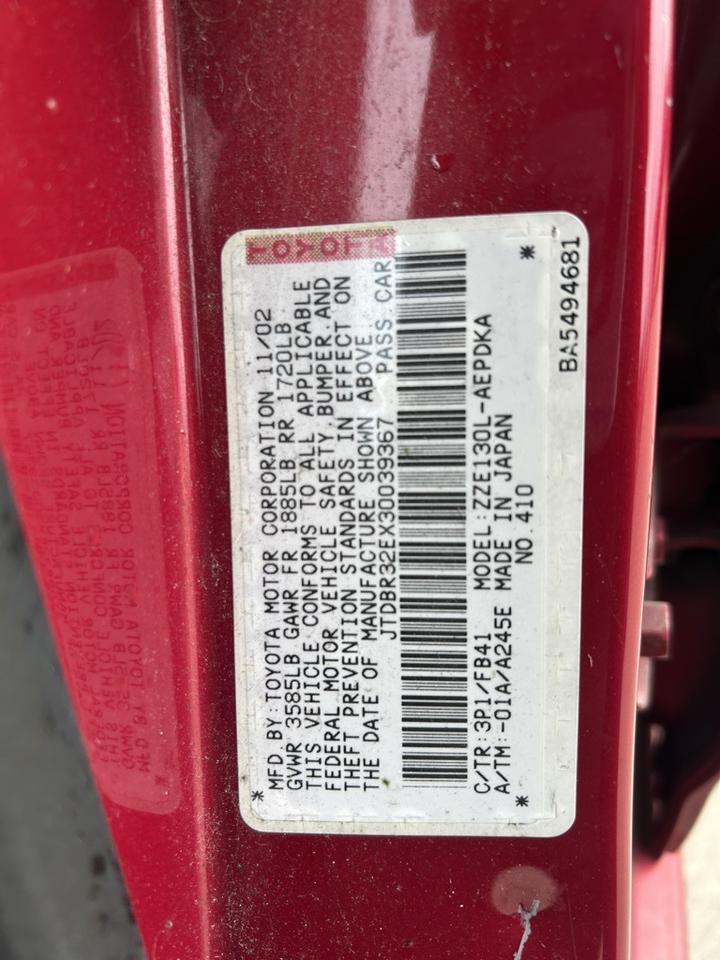 TOYOTA
MFD. BY: TOYOTA MOTOR CORPORATION 11/02
GVWR 3585LB GAWR FR 1885LB RR 1720LB
THIS VEHICLE CONFORMS TO ALL APPLICABLE
FEDERAL MOTOR VEHICLE SAFETY, BUMPER, AND
THEFT PREVENTION STANDARDS IN EFFECT ON
THE DATE OF MANUFACTURE SHOWN ABOVE
JTDBR32EX30039367 PASS. CAR
C/TR: 3P1/FB41 MODEL: ZZE130L-AEPDKA
A/TM: -01A/A245E MADE IN JAPAN
NO. 410
BA5494681